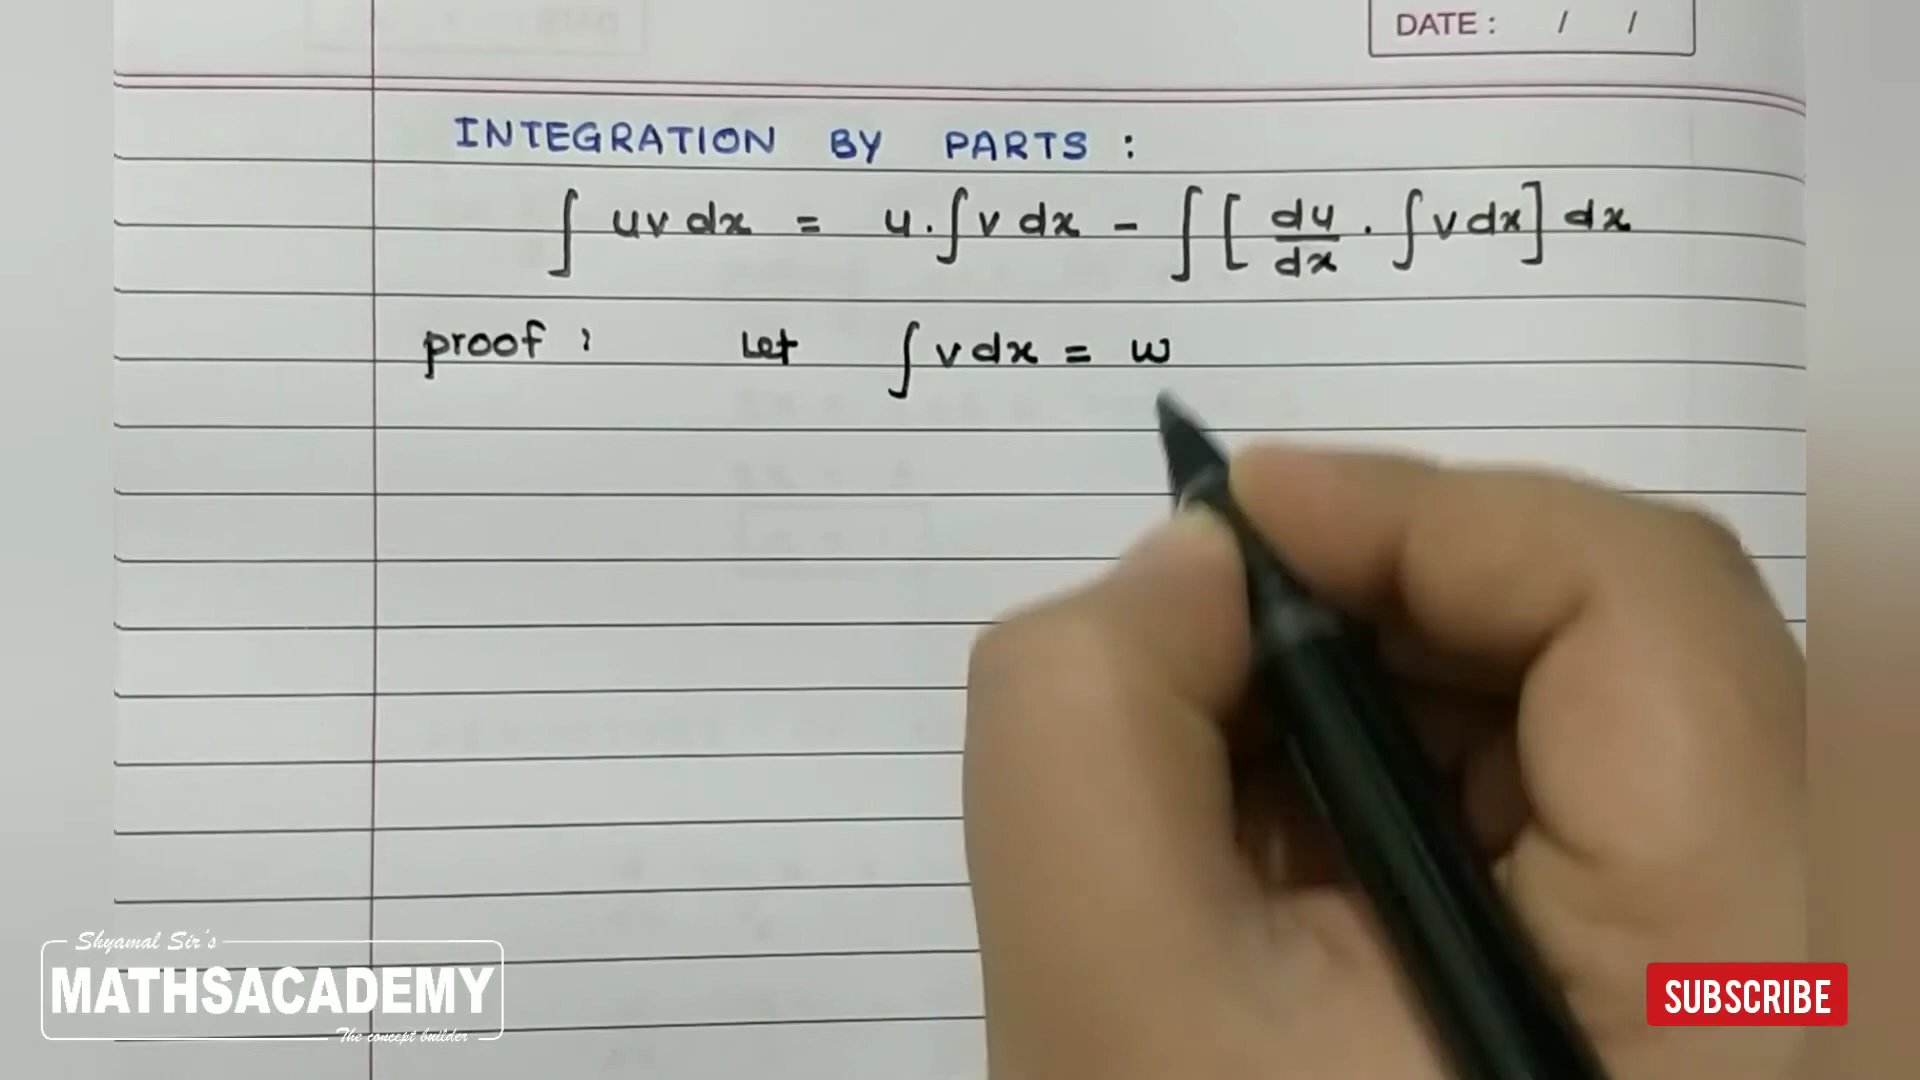 DATE : / /
INTEGRATION BY PARTS :
∫ uv dx = u . ∫ v dx - ∫ [ du/dx . ∫ v dx ] dx
proof : Let ∫ v dx = w
Shyamal Sir's
MATHSACADEMY
The concept builder
SUBSCRIBE